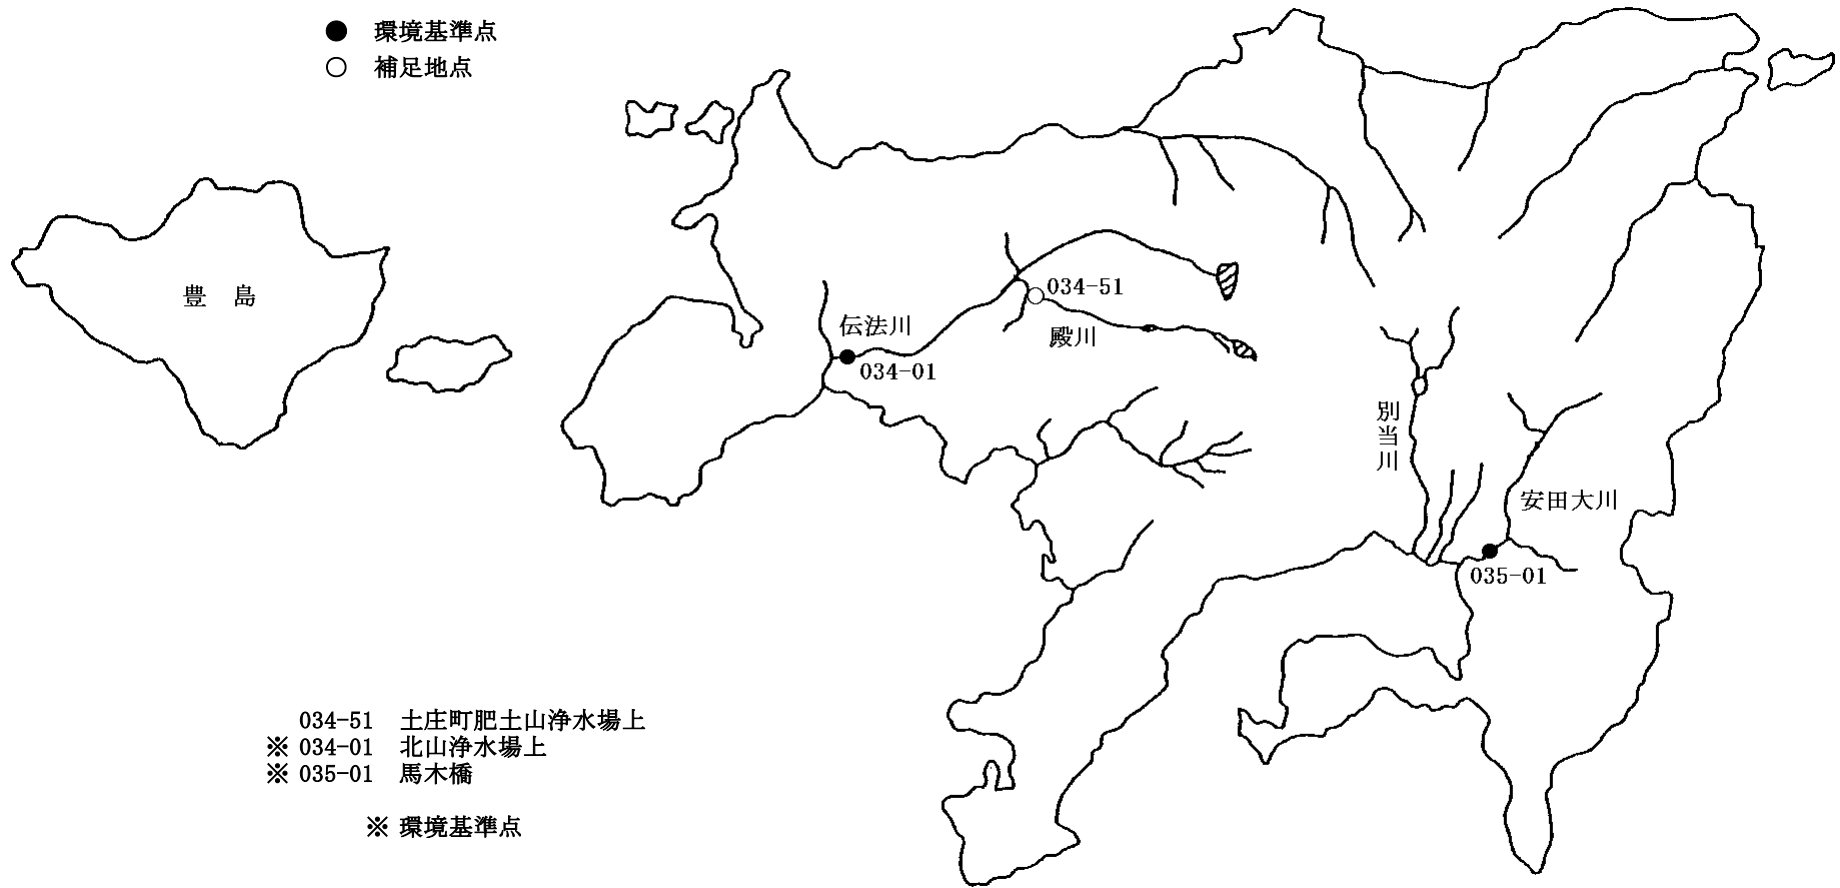 ● 環境基準点
○ 補足地点
豊 島
034-51
伝法川
殿川
034-01
別当川
安田大川
035-01
034-51 土庄町肥土山浄水場上
※ 034-01 北山浄水場上
※ 035-01 馬木橋
※ 環境基準点